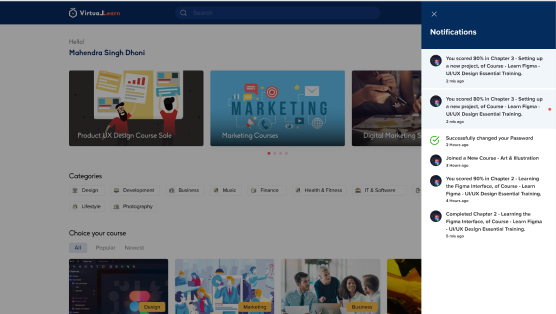 VirtuaLearn
Search
Hello!
Mahendra Singh Dhoni
Product UX Design Course Sale
MARKETING
Marketing Courses
Digital Marketing S
Categories
Design
Development
Business
Music
Finance
Health & Fitness
IT & Software
Lifestyle
Photography
Choice your course
All
Popular
Newest
Design
Marketing
Business
Notifications
You scored 80% in Chapter 3 - Setting up
a new project, of Course - Learn Figma -
UI/UX Design Essential Training.
2 min ago
You scored 80% in Chapter 3 - Setting up
a new project, of Course - Learn Figma -
UI/UX Design Essential Training.
2 min ago
Successfully changed your Password
2 Hours ago
Joined a New Course - Art & Illustration
3 Hours ago
You scored 90% in Chapter 2 - Learning
the Figma Interface, of Course - Learn
Figma - UI/UX Design Essential Training.
4 Hours ago
Completed Chapter 2 - Learning the
Figma Interface, of Course - Learn Figma
- UI/UX Design Essential Training.
5 min ago